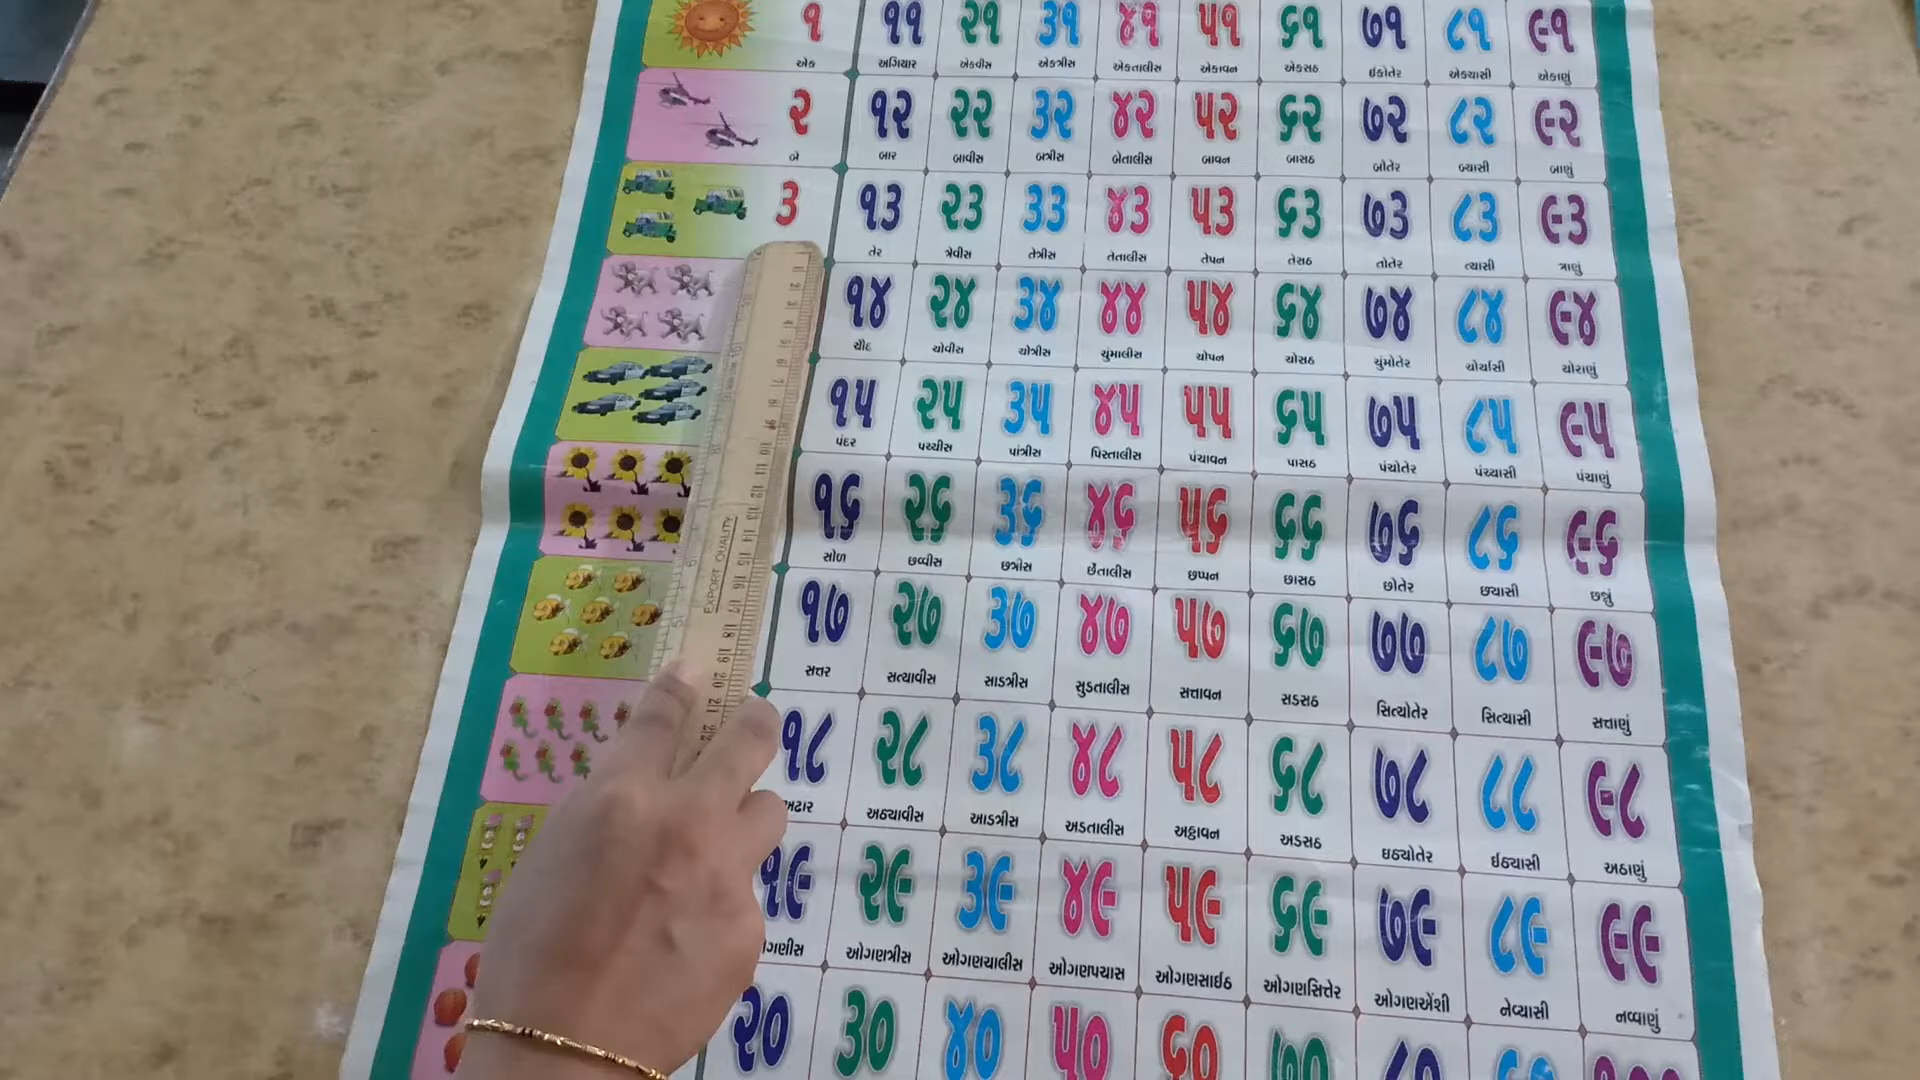 ૧ ૧૧ ૨૧ ૩૧ ૪૧ ૫૧ ૬૧ ૭૧ ૮૧ ૯૧
એક અગિયાર એકવીસ એકત્રીસ એકતાલીસ એકાવન એકસઠ ઈકોતેર એક્યાસી એકાણું
૨ ૧૨ ૨૨ ૩૨ ૪૨ ૫૨ ૬૨ ૭૨ ૮૨ ૯૨
બે બાર બાવીસ બત્રીસ બેતાલીસ બાવન બાસઠ બોતેર બ્યાસી બાણું
૩ ૧૩ ૨૩ ૩૩ ૪૩ ૫૩ ૬૩ ૭૩ ૮૩ ૯૩
તેર ત્રેવીસ તેત્રીસ તેતાલીસ તેપન તેસઠ તોતેર ત્યાસી ત્રાણું
૧૪ ૨૪ ૩૪ ૪૪ ૫૪ ૬૪ ૭૪ ૮૪ ૯૪
ચૌદ ચોવીસ ચોત્રીસ ચુંમાલીસ ચોપન ચોસઠ ચુંમોતેર ચોર્યાસી ચોરાણું
૧૫ ૨૫ ૩૫ ૪૫ ૫૫ ૬૫ ૭૫ ૮૫ ૯૫
પંદર પચ્ચીસ પાંત્રીસ પિસ્તાલીસ પંચાવન પાસઠ પંચોતેર પંચ્યાસી પંચાણું
૧૬ ૨૬ ૩૬ ૪૬ ૫૬ ૬૬ ૭૬ ૮૬ ૯૬
સોળ છવ્વીસ છત્રીસ છેતાલીસ છપ્પન છાસઠ છોતેર છ્યાસી છન્નું
૧૭ ૨૭ ૩૭ ૪૭ ૫૭ ૬૭ ૭૭ ૮૭ ૯૭
સત્તર સત્યાવીસ સાડત્રીસ સુડતાલીસ સત્તાવન સડસઠ સિત્યોતેર સિત્યાસી સત્તાણું
૧૮ ૨૮ ૩૮ ૪૮ ૫૮ ૬૮ ૭૮ ૮૮ ૯૮
અઢાર અઠ્યાવીસ આડત્રીસ અડતાલીસ અઠ્ઠાવન અડસઠ ઇઠ્યોતેર ઈઠ્યાસી અઠાણું
૧૯ ૨૯ ૩૯ ૪૯ ૫૯ ૬૯ ૭૯ ૮૯ ૯૯
ઓગણત્રીસ ઓગણચાલીસ ઓગણપચાસ ઓગણસાઈઠ ઓગણસિત્તેર ઓગણએંશી નેવ્યાસી નવ્વાણું
૨૦ ૩૦ ૪૦ ૫૦ ૬૦ ૭૦
EXPORT QUALITY